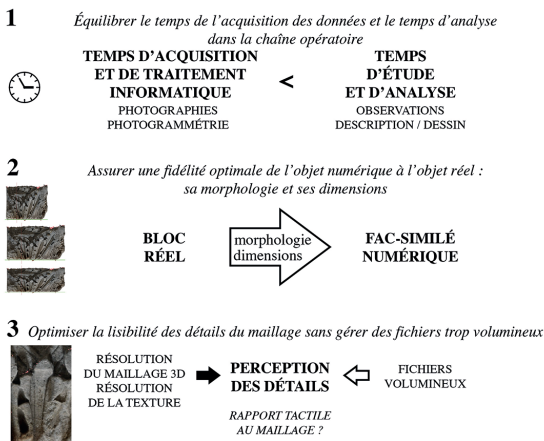 1
Équilibrer le temps de l'acquisition des données et le temps d'analyse
dans la chaîne opératoire
TEMPS D'ACQUISITION
ET DE TRAITEMENT
INFORMATIQUE
PHOTOGRAPHIES
PHOTOGRAMMÉTRIE
<
TEMPS
D'ÉTUDE
ET D'ANALYSE
OBSERVATIONS
DESCRIPTION / DESSIN
2
Assurer une fidélité optimale de l'objet numérique à l'objet réel :
sa morphologie et ses dimensions
BLOC
RÉEL
morphologie
dimensions
FAC-SIMILÉ
NUMÉRIQUE
3 Optimiser la lisibilité des détails du maillage sans gérer des fichiers trop volumineux
RÉSOLUTION
DU MAILLAGE 3D
RÉSOLUTION
DE LA TEXTURE
PERCEPTION
DES DÉTAILS
RAPPORT TACTILE
AU MAILLAGE ?
FICHIERS
VOLUMINEUX